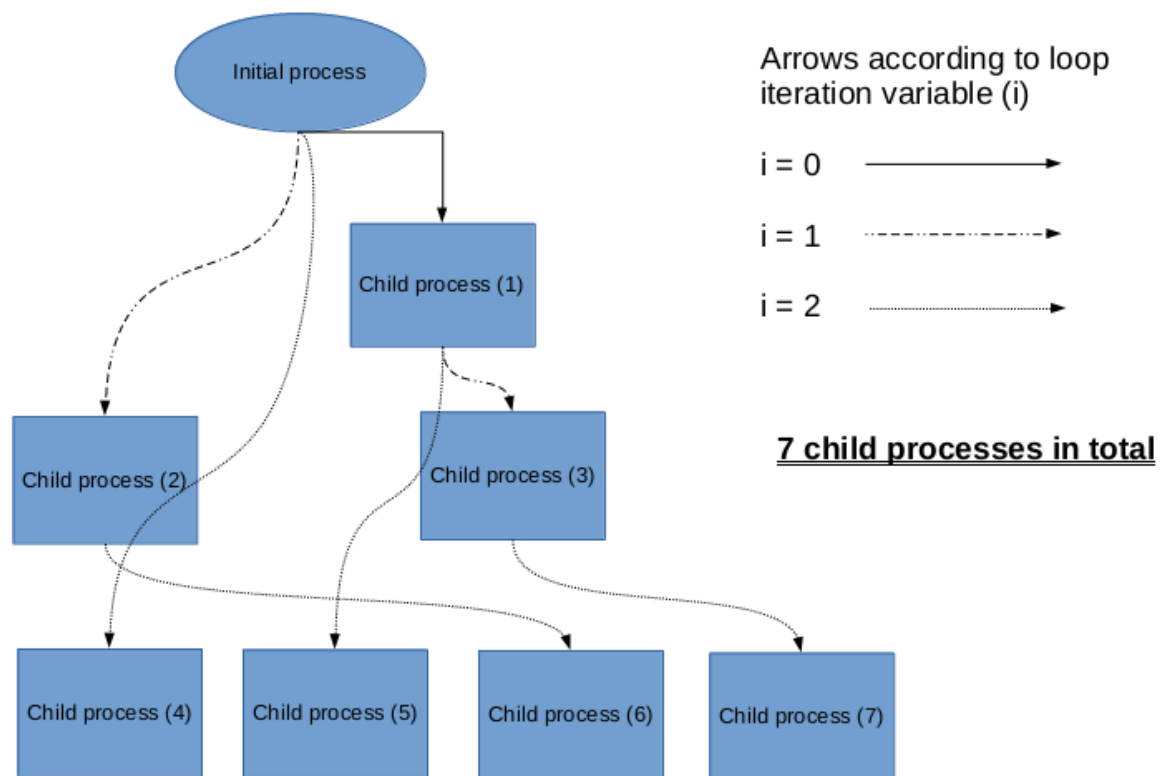 Initial process
Arrows according to loop
iteration variable (i)
i = 0
i = 1
i = 2
Child process (1)
7 child processes in total
Child process (2)
Child process (3)
Child process (4)
Child process (5)
Child process (6)
Child process (7)